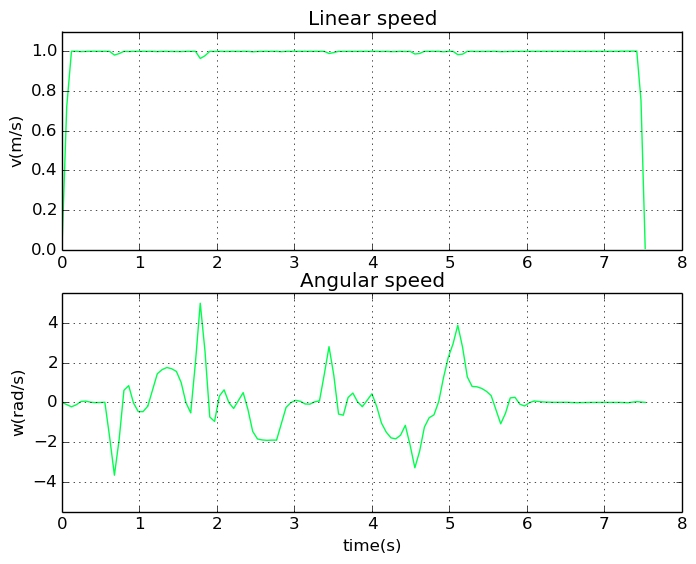 Linear speed
1.0
0.8
0.6
0.4
0.2
0.0
v(m/s)
0 1 2 3 4 5 6 7 8
Angular speed
4
2
0
−2
−4
w(rad/s)
0 1 2 3 4 5 6 7 8
time(s)